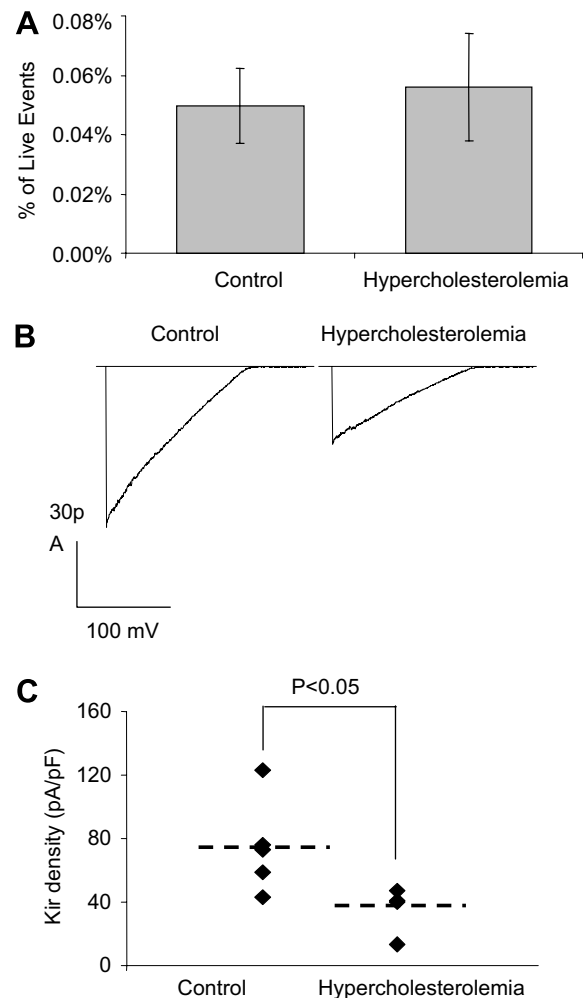 A
0.08%
0.06%
0.04%
0.02%
0.00%
% of Live Events
Control Hypercholesterolemia
B
Control Hypercholesterolemia
30p
A
100 mV
C
P<0.05
160
120
80
40
0
Kir density (pA/pF)
Control Hypercholesterolemia